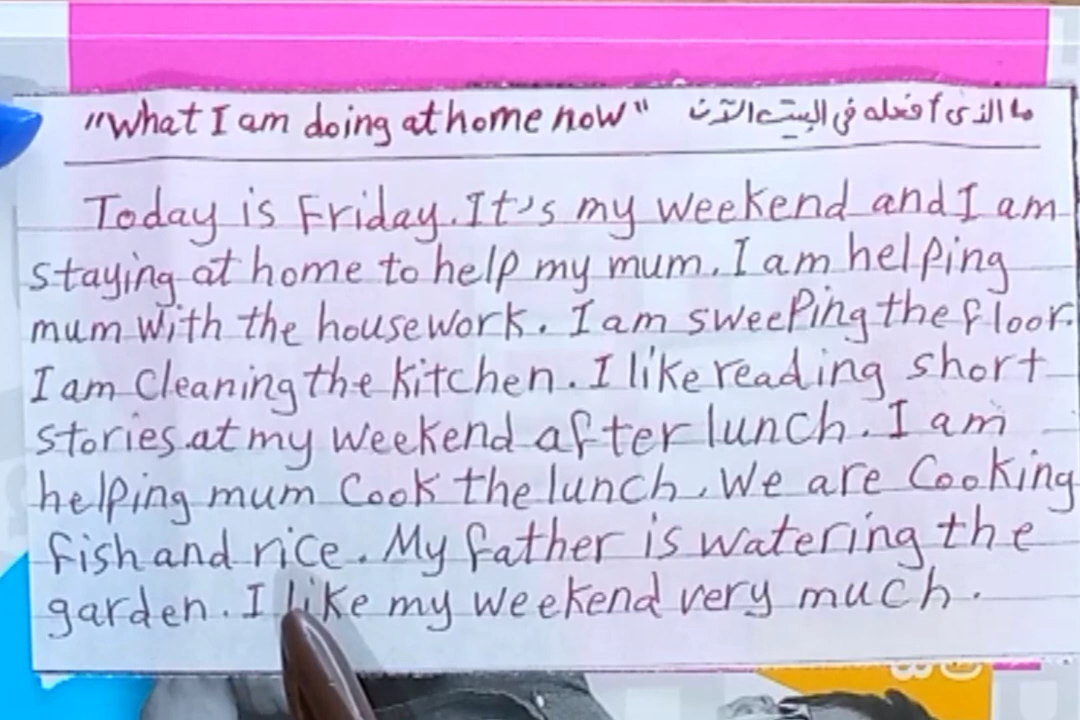 "What I am doing at home now" ما الذى أفعله فى البيت الآن
Today is Friday. It's my weekend and I am
staying at home to help my mum. I am helping
mum with the housework. I am sweeping the floor.
I am Cleaning the kitchen. I like reading short
stories at my weekend after lunch. I am
helping mum Cook the lunch. We are Cooking
fish and rice. My father is watering the
garden. I like my weekend very much.